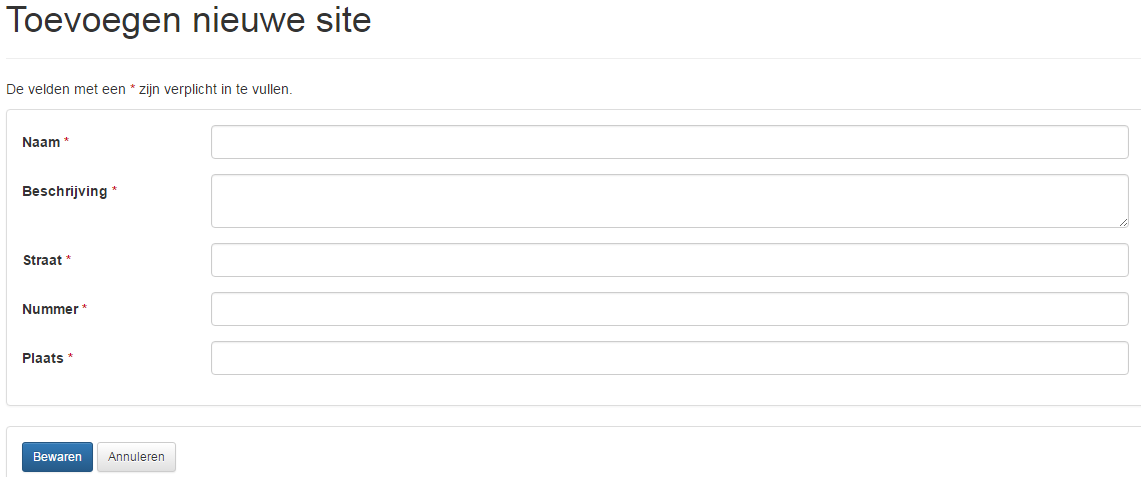 Toevoegen nieuwe site
De velden met een * zijn verplicht in te vullen.
Naam *
Beschrijving *
Straat *
Nummer *
Plaats *
Bewaren Annuleren